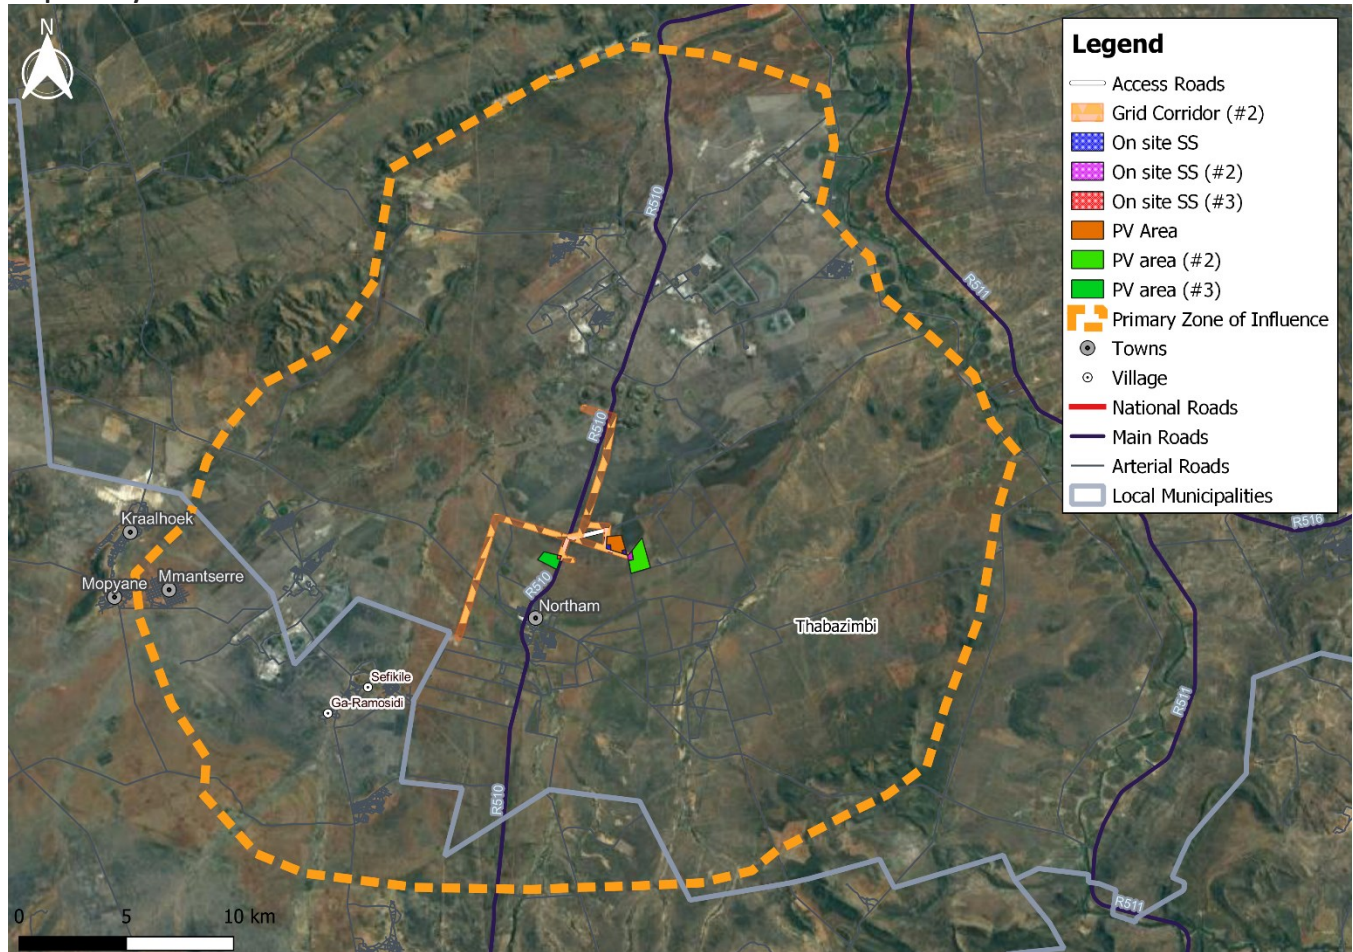 N
Legend
Access Roads
Grid Corridor (#2)
On site SS
On site SS (#2)
On site SS (#3)
PV Area
PV area (#2)
PV area (#3)
Primary Zone of Influence
Towns
Village
National Roads
Main Roads
Arterial Roads
Local Municipalities
R510
R511
R510
R516
Kraalhoek
Mopyane
Mmantserre
R510
Northam
Thabazimbi
Sefikile
Ga-Ramosidi
R511
R510
R511
0 5 10 km